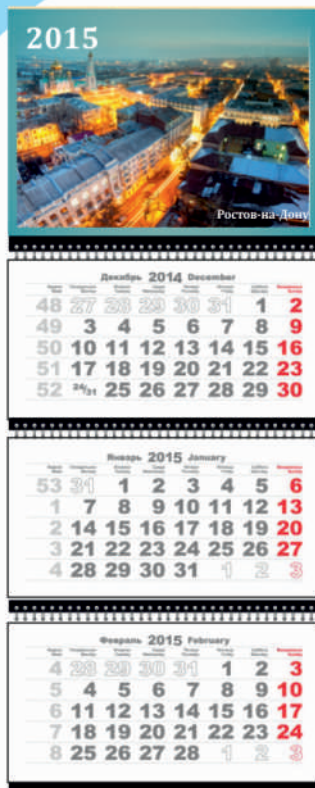 2015
Ростов-на-Дону
Декабрь 2014 December
48 27 28 29 30 31 1 2
49 3 4 5 6 7 8 9
50 10 11 12 13 14 15 16
51 17 18 19 20 21 22 23
52 24/31 25 26 27 28 29 30
Январь 2015 January
53 31 1 2 3 4 5 6
1 7 8 9 10 11 12 13
2 14 15 16 17 18 19 20
3 21 22 23 24 25 26 27
4 28 29 30 31 1 2 3
Февраль 2015 February
4 28 29 30 31 1 2 3
5 4 5 6 7 8 9 10
6 11 12 13 14 15 16 17
7 18 19 20 21 22 23 24
8 25 26 27 28 1 2 3